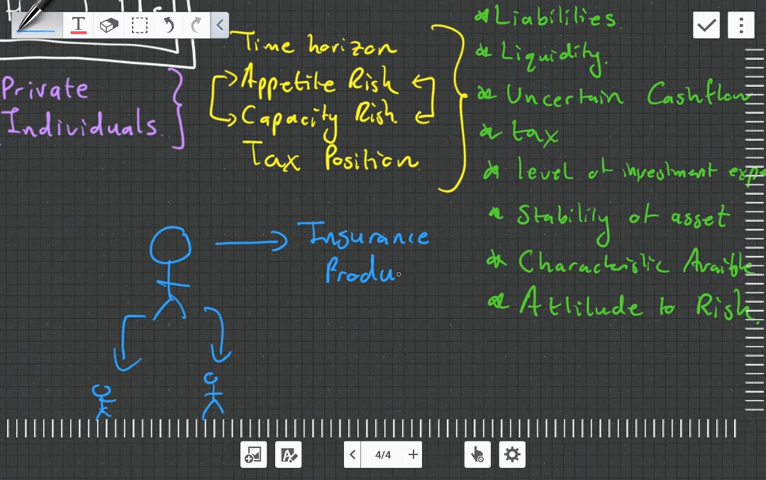 Time horizon
Appetite Risk
Capacity Risk
Tax Position
Private
Individuals.
Liabilities.
Liquidity.
Uncertain Cashflow
tax
level of investment exp
Stability of asset
Characteristic
Attitude to Risk.
Insurance
Produ
T
4/4